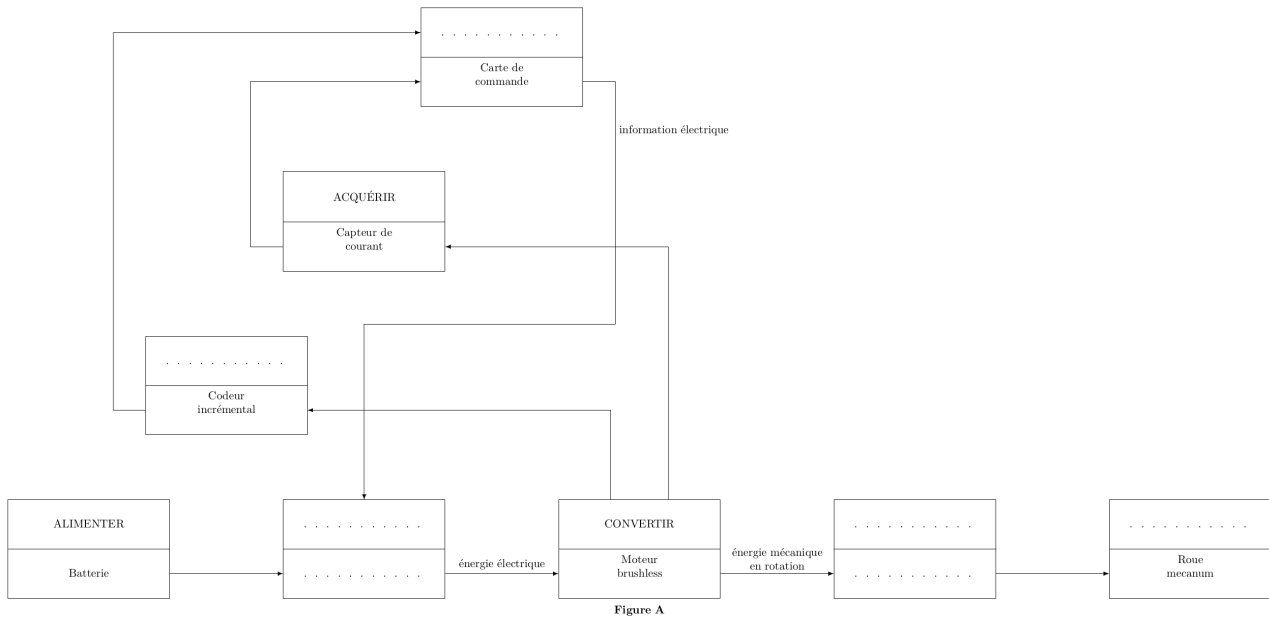 . . . . . . . . . . .
Carte de
commande
information électrique
ACQUÉRIR
Capteur de
courant
. . . . . . . . . . .
Codeur
incrémental
ALIMENTER
Batterie
. . . . . . . . . . .
. . . . . . . . . . .
énergie électrique
CONVERTIR
Moteur
brushless
énergie mécanique
en rotation
. . . . . . . . . . .
. . . . . . . . . . .
. . . . . . . . . . .
Roue
mecanum
Figure A